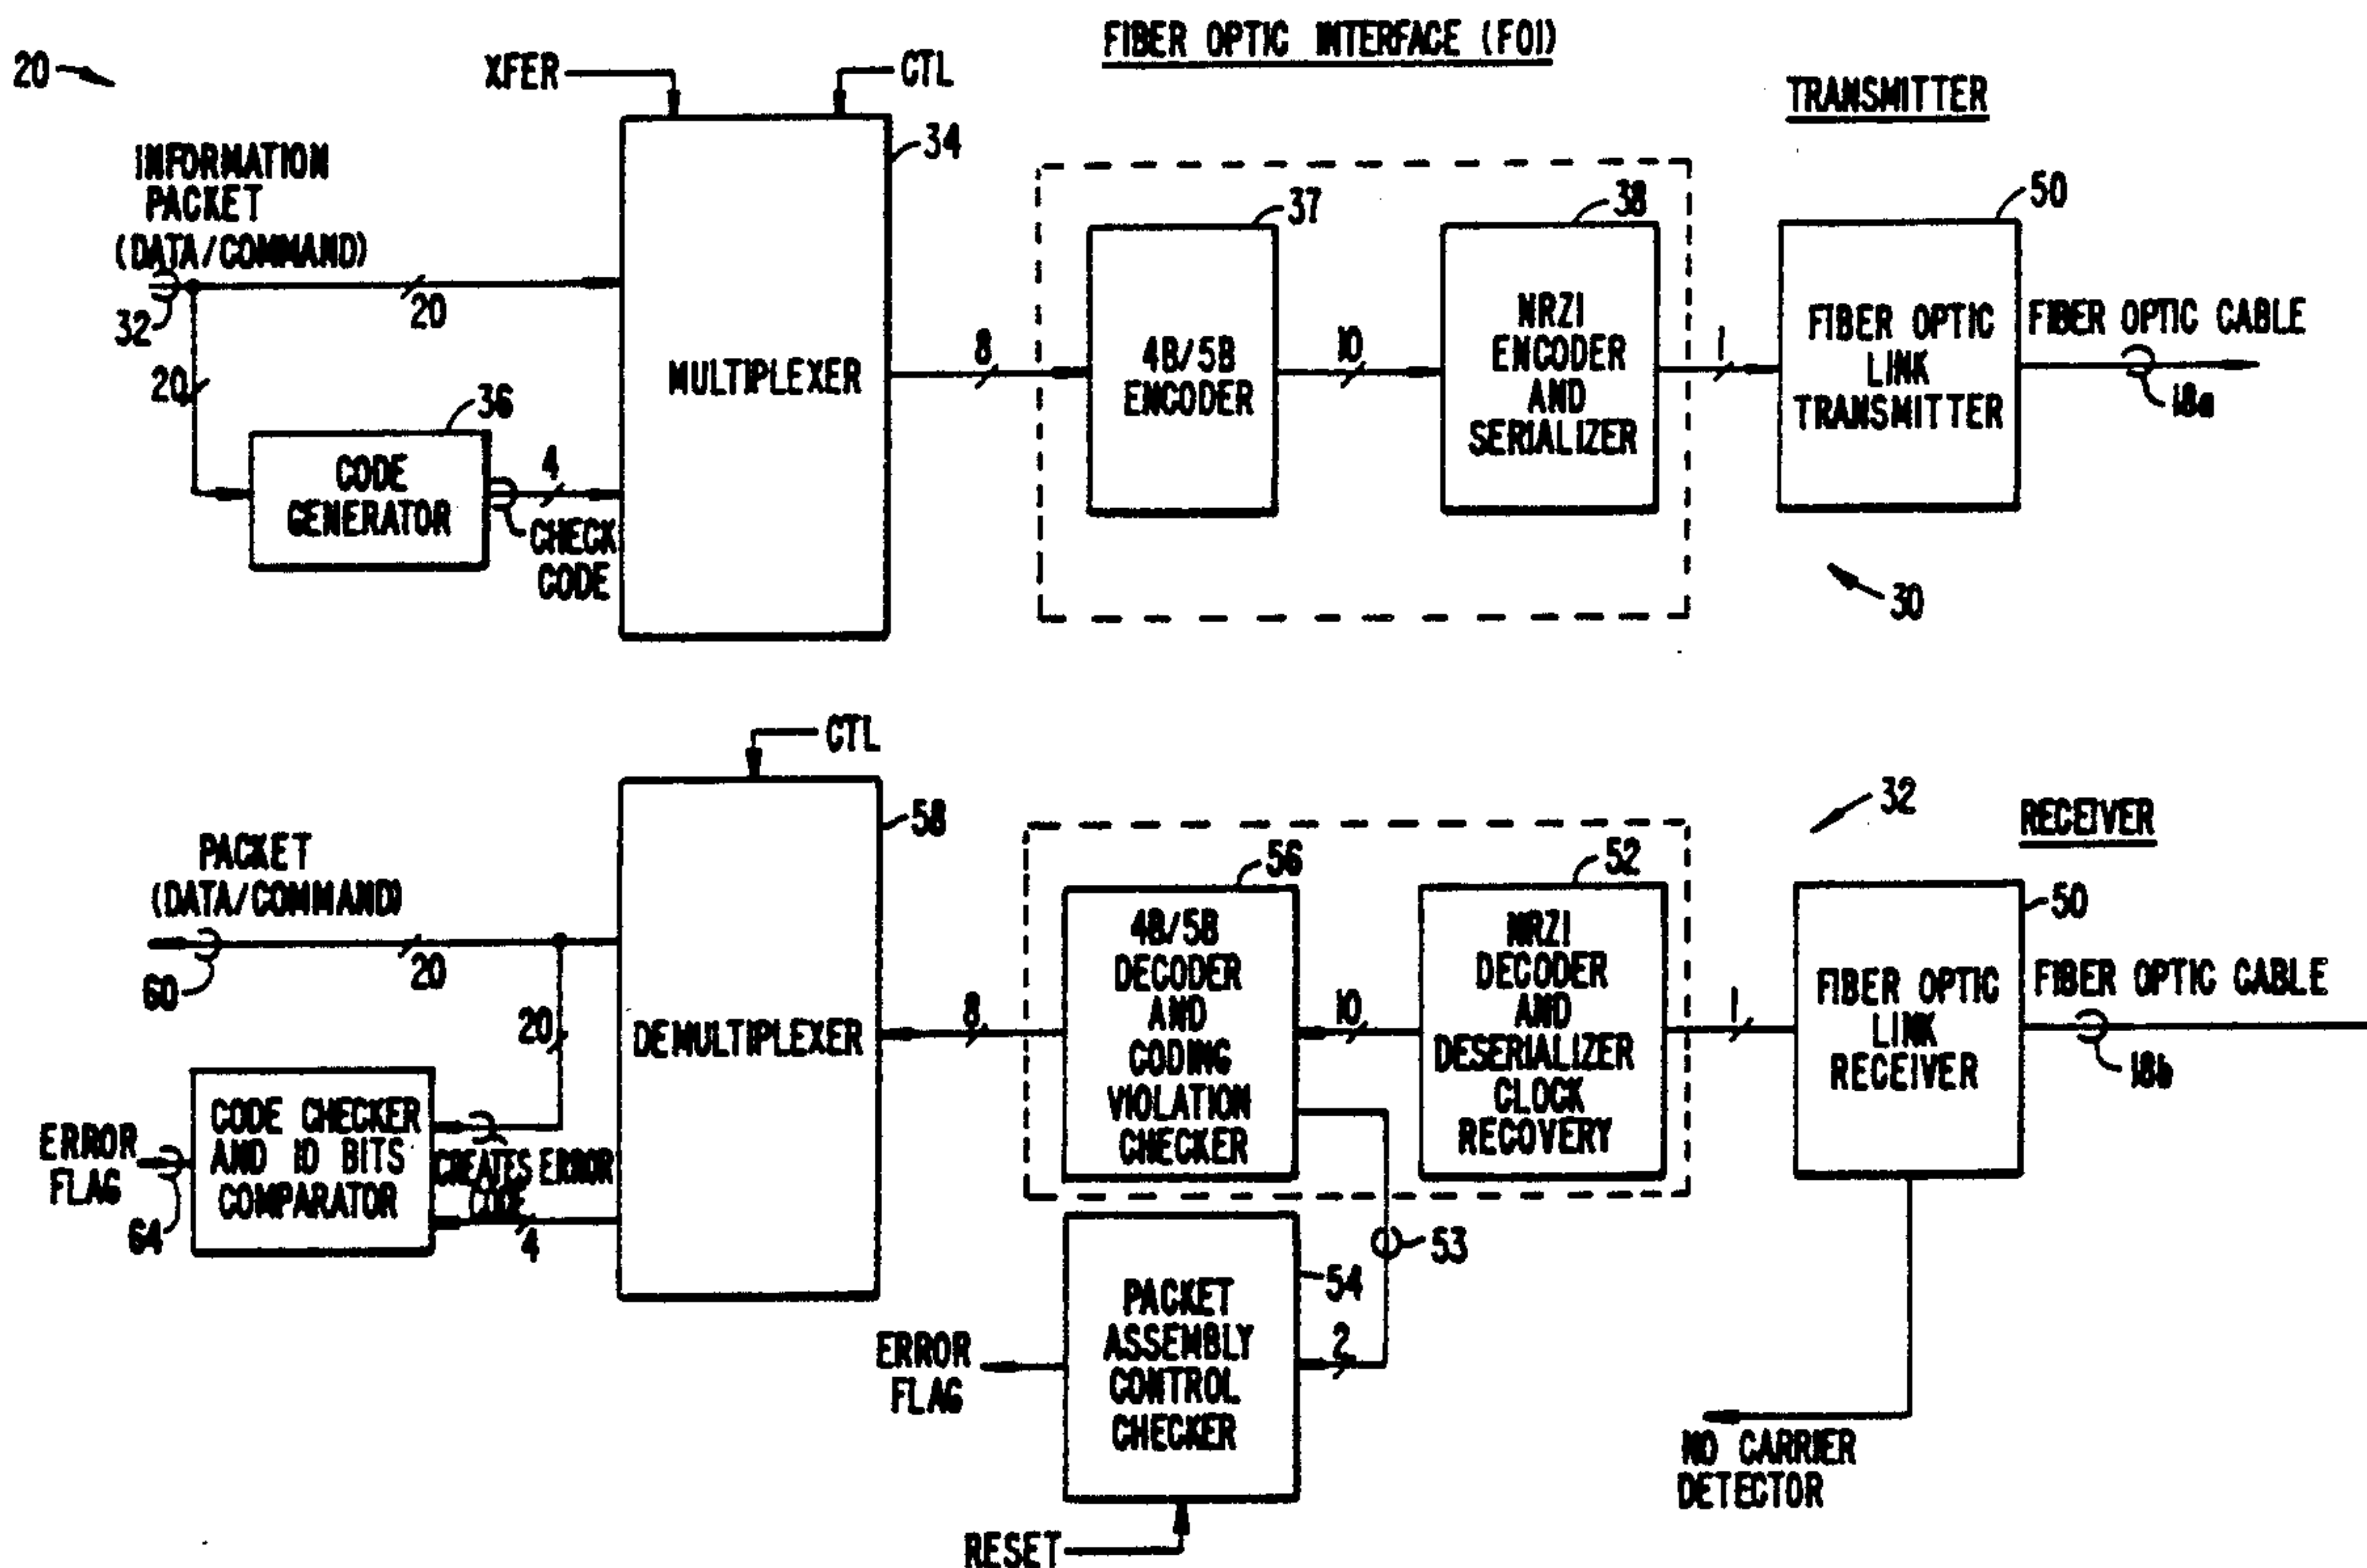 FIBER OPTIC INTERFACE (FOI)
20
XFER
CTL
TRANSMITTER
34
INFORMATION
PACKET
(DATA/COMMAND)
32
20
20
36
CODE
GENERATOR
4
CHECK
CODE
MULTIPLEXER
8
37
4B/5B
ENCODER
10
38
NRZI
ENCODER
AND
SERIALIZER
1
50
FIBER OPTIC
LINK
TRANSMITTER
FIBER OPTIC CABLE
18a
30
CTL
58
32
RECEIVER
PACKET
(DATA/COMMAND)
60
20
20
DEMULTIPLEXER
CODE CHECKER
AND ID BITS
COMPARATOR
CREATES ERROR
CODE
4
ERROR
FLAG
64
8
56
4B/5B
DECODER
AND
CODING
VIOLATION
CHECKER
10
52
NRZI
DECODER
AND
DESERIALIZER
CLOCK
RECOVERY
1
50
FIBER OPTIC
LINK
RECEIVER
FIBER OPTIC CABLE
18b
53
54
PACKET
ASSEMBLY
CONTROL
CHECKER
2
ERROR
FLAG
RESET
NO CARRIER
DETECTOR